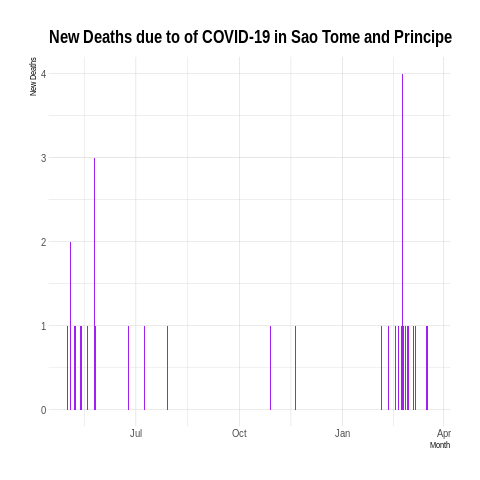 New Deaths due to of COVID-19 in Sao Tome and Principe
New Deaths
4
3
2
1
0
Jul
Oct
Jan
Apr
Month